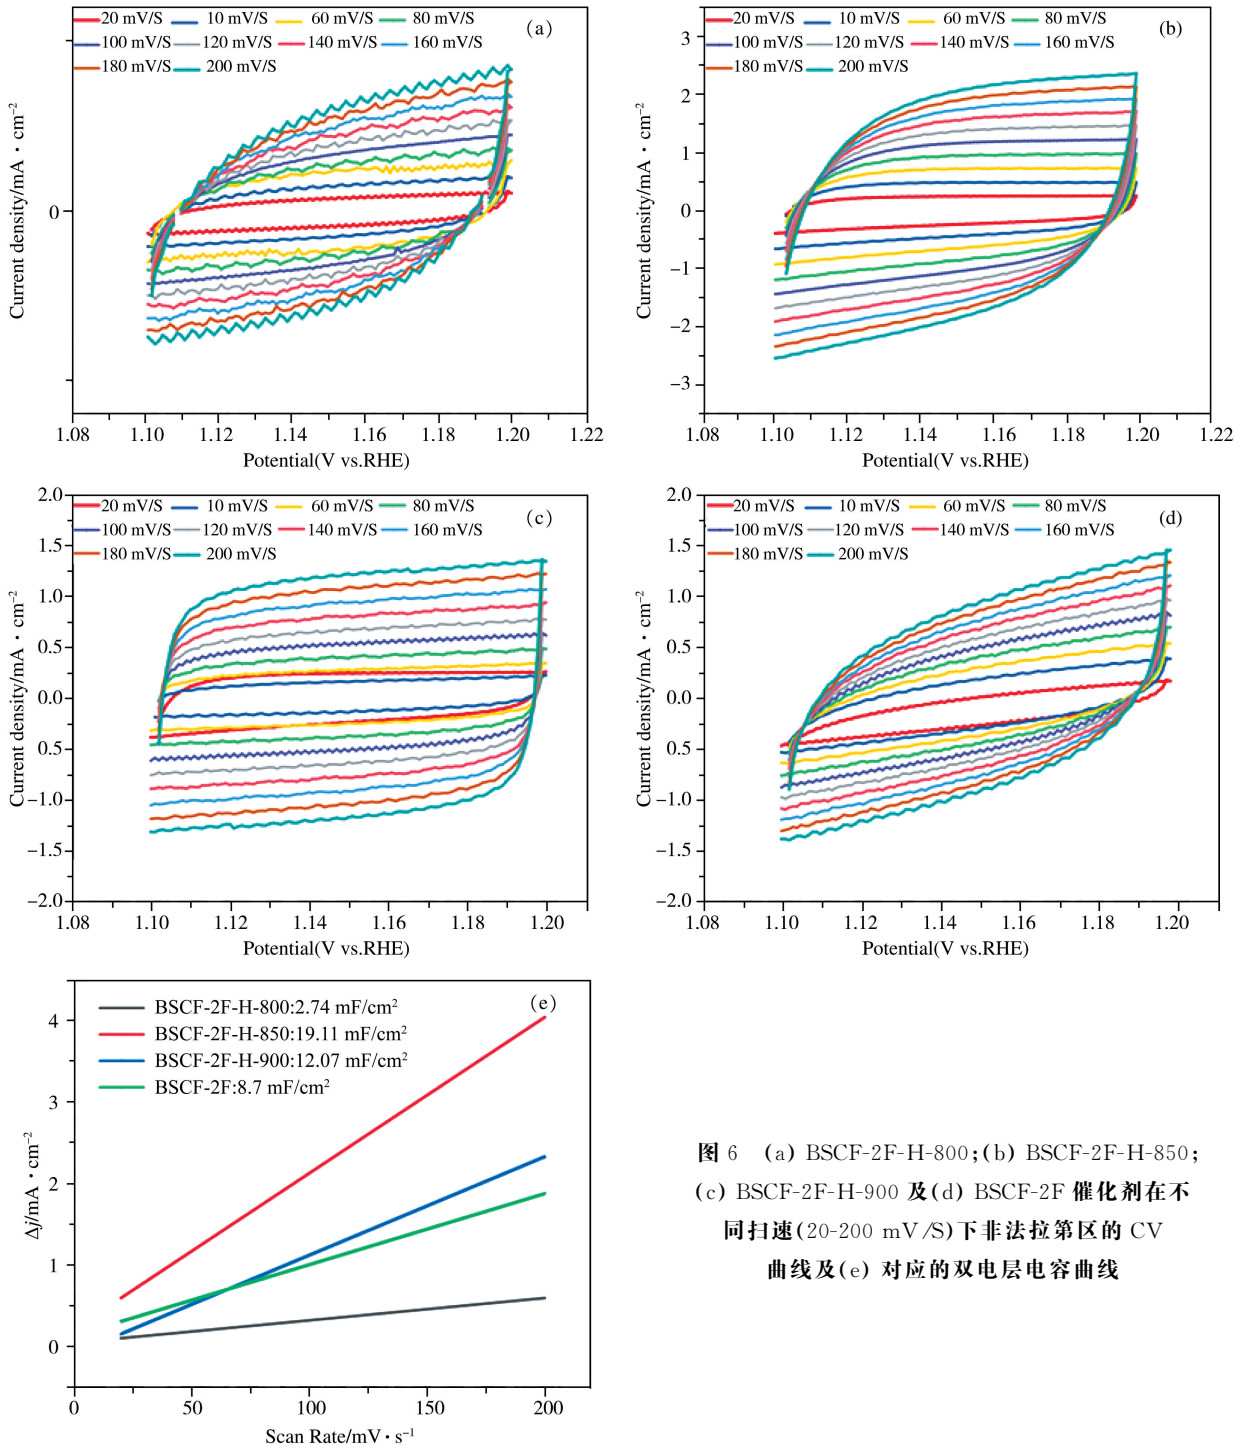 20 mV/S 10 mV/S 60 mV/S 80 mV/S
100 mV/S 120 mV/S 140 mV/S 160 mV/S
180 mV/S 200 mV/S
(a)
0
Current density/mA·cm⁻²
1.08 1.10 1.12 1.14 1.16 1.18 1.20 1.22
Potential(V vs.RHE)
20 mV/S 10 mV/S 60 mV/S 80 mV/S
100 mV/S 120 mV/S 140 mV/S 160 mV/S
180 mV/S 200 mV/S
(b)
3
2
1
0
−1
−2
−3
Current density/mA·cm⁻²
1.08 1.10 1.12 1.14 1.16 1.18 1.20 1.22
Potential(V vs.RHE)
20 mV/S 10 mV/S 60 mV/S 80 mV/S
100 mV/S 120 mV/S 140 mV/S 160 mV/S
180 mV/S 200 mV/S
(c)
2.0
1.5
1.0
0.5
0.0
0.5
−1.0
−1.5
−2.0
Current density/mA·cm⁻²
1.08 1.10 1.12 1.14 1.16 1.18 1.20
Potential(V vs.RHE)
20 mV/S 10 mV/S 60 mV/S 80 mV/S
100 mV/S 120 mV/S 140 mV/S 160 mV/S
180 mV/S 200 mV/S
(d)
2.0
1.5
1.0
0.5
0.0
0.5
−1.0
−1.5
−2.0
Current density/mA·cm⁻²
1.08 1.10 1.12 1.14 1.16 1.18 1.20
Potential(V vs.RHE)
BSCF-2F-H-800:2.74 mF/cm²
BSCF-2F-H-850:19.11 mF/cm²
BSCF-2F-H-900:12.07 mF/cm²
BSCF-2F:8.7 mF/cm²
(e)
4
3
2
1
0
Δj/mA·cm⁻²
0 50 100 150 200
Scan Rate/mV·s⁻¹
图 6 (a) BSCF-2F-H-800;(b) BSCF-2F-H-850;
(c) BSCF-2F-H-900 及(d) BSCF-2F 催化剂在不
同扫速(20-200 mV/S)下非法拉第区的 CV
曲线及(e) 对应的双电层电容曲线